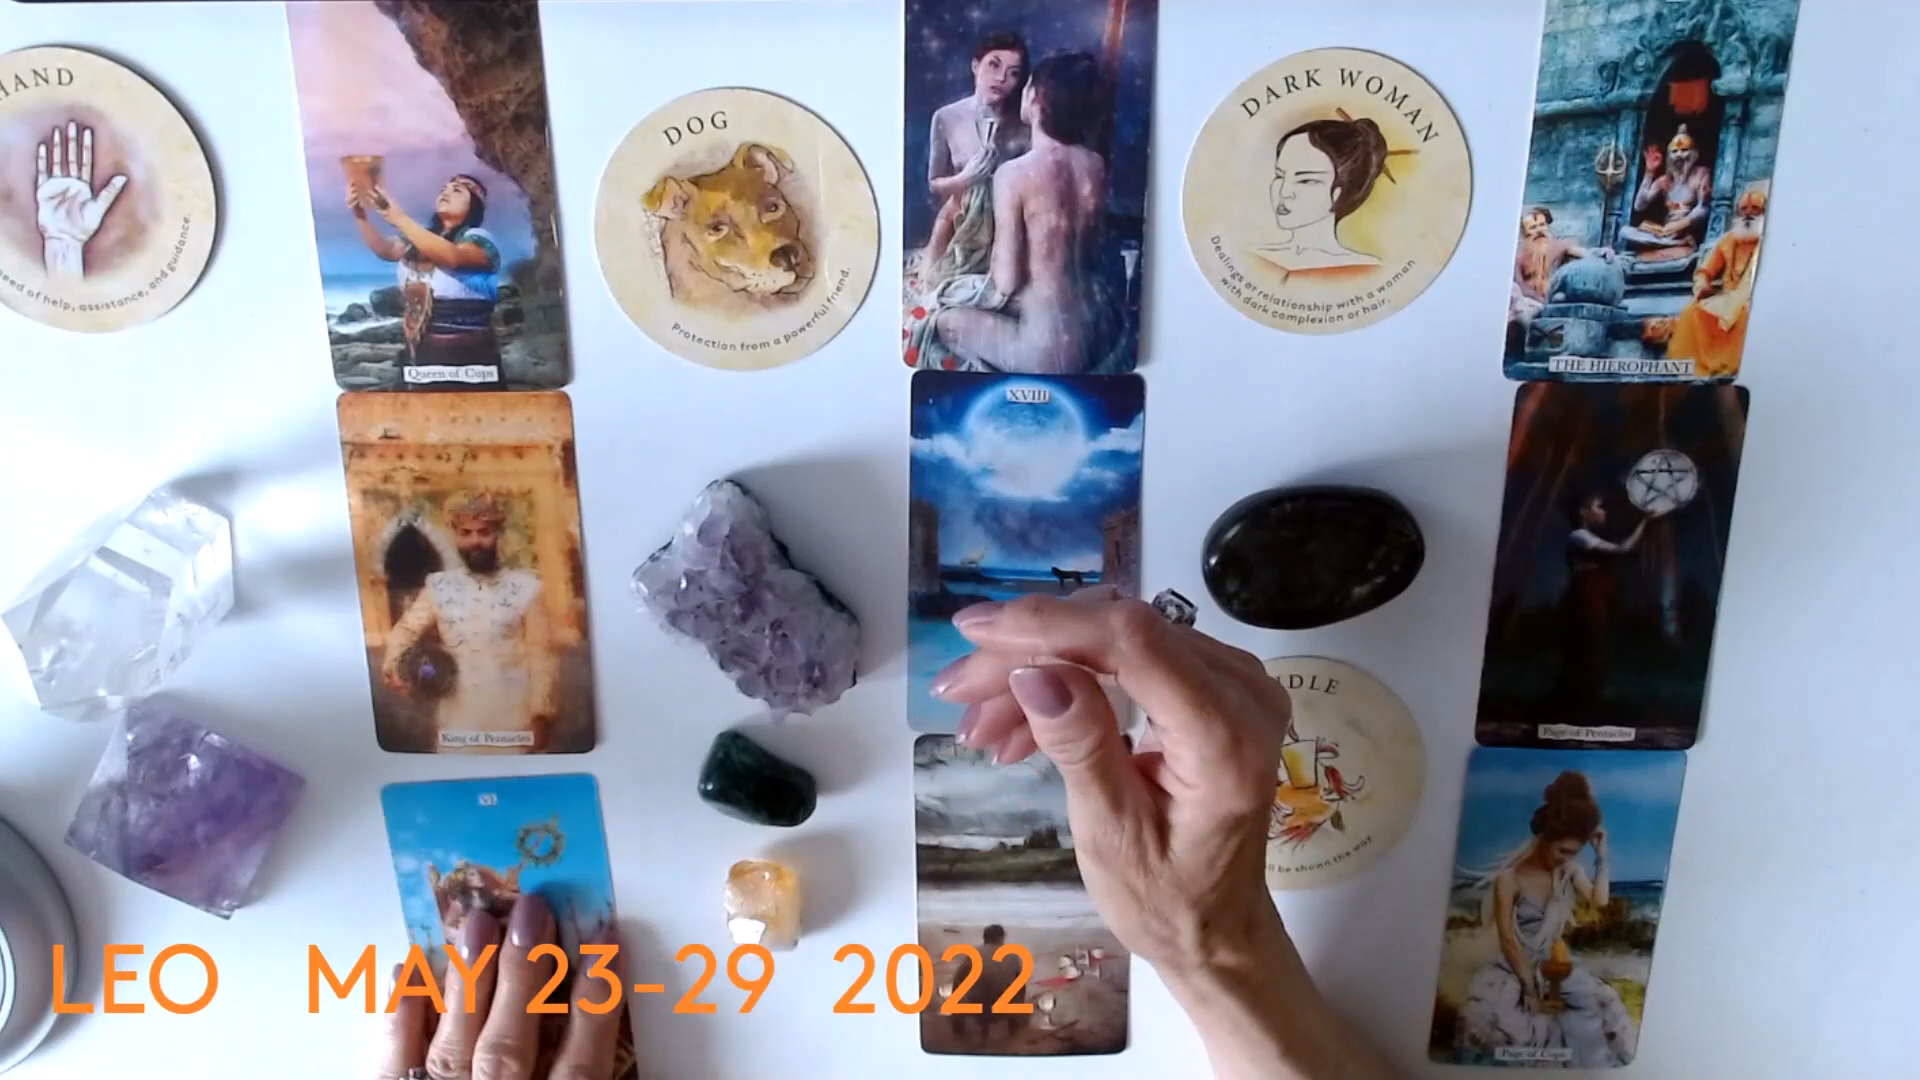 HAND
need of help, assistance, and guidance.
Queen of Cups
DOG
Protection from a powerful friend.
DARK WOMAN
Dealings or relationship with a woman
with dark complexion or hair.
THE HIEROPHANT
XVIII
King of Pentacles
Page of Pentacles
VI
be shown the way.
Page of Cups
LEO MAY 23-29 2022